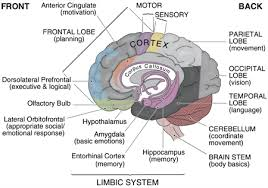 FRONT
BACK
Anterior Cingulate
(motivation)
MOTOR
SENSORY
FRONTAL LOBE
(planning)
CORTEX
PARIETAL
LOBE
(movement)
Corpus Callosum
OCCIPITAL
LOBE
(vision)
Dorsolateral Prefrontal
(executive & logical)
TEMPORAL
LOBE
(language)
Olfactory Bulb
Lateral Orbitofrontal
(appropriate social
emotional response)
Hypothalamus
CEREBELLUM
(coordinate
movement)
Amygdala
(basic emotions)
Entorhinal Cortex
(memory)
Hippocampus
(memory)
BRAIN STEM
(body basics)
LIMBIC SYSTEM